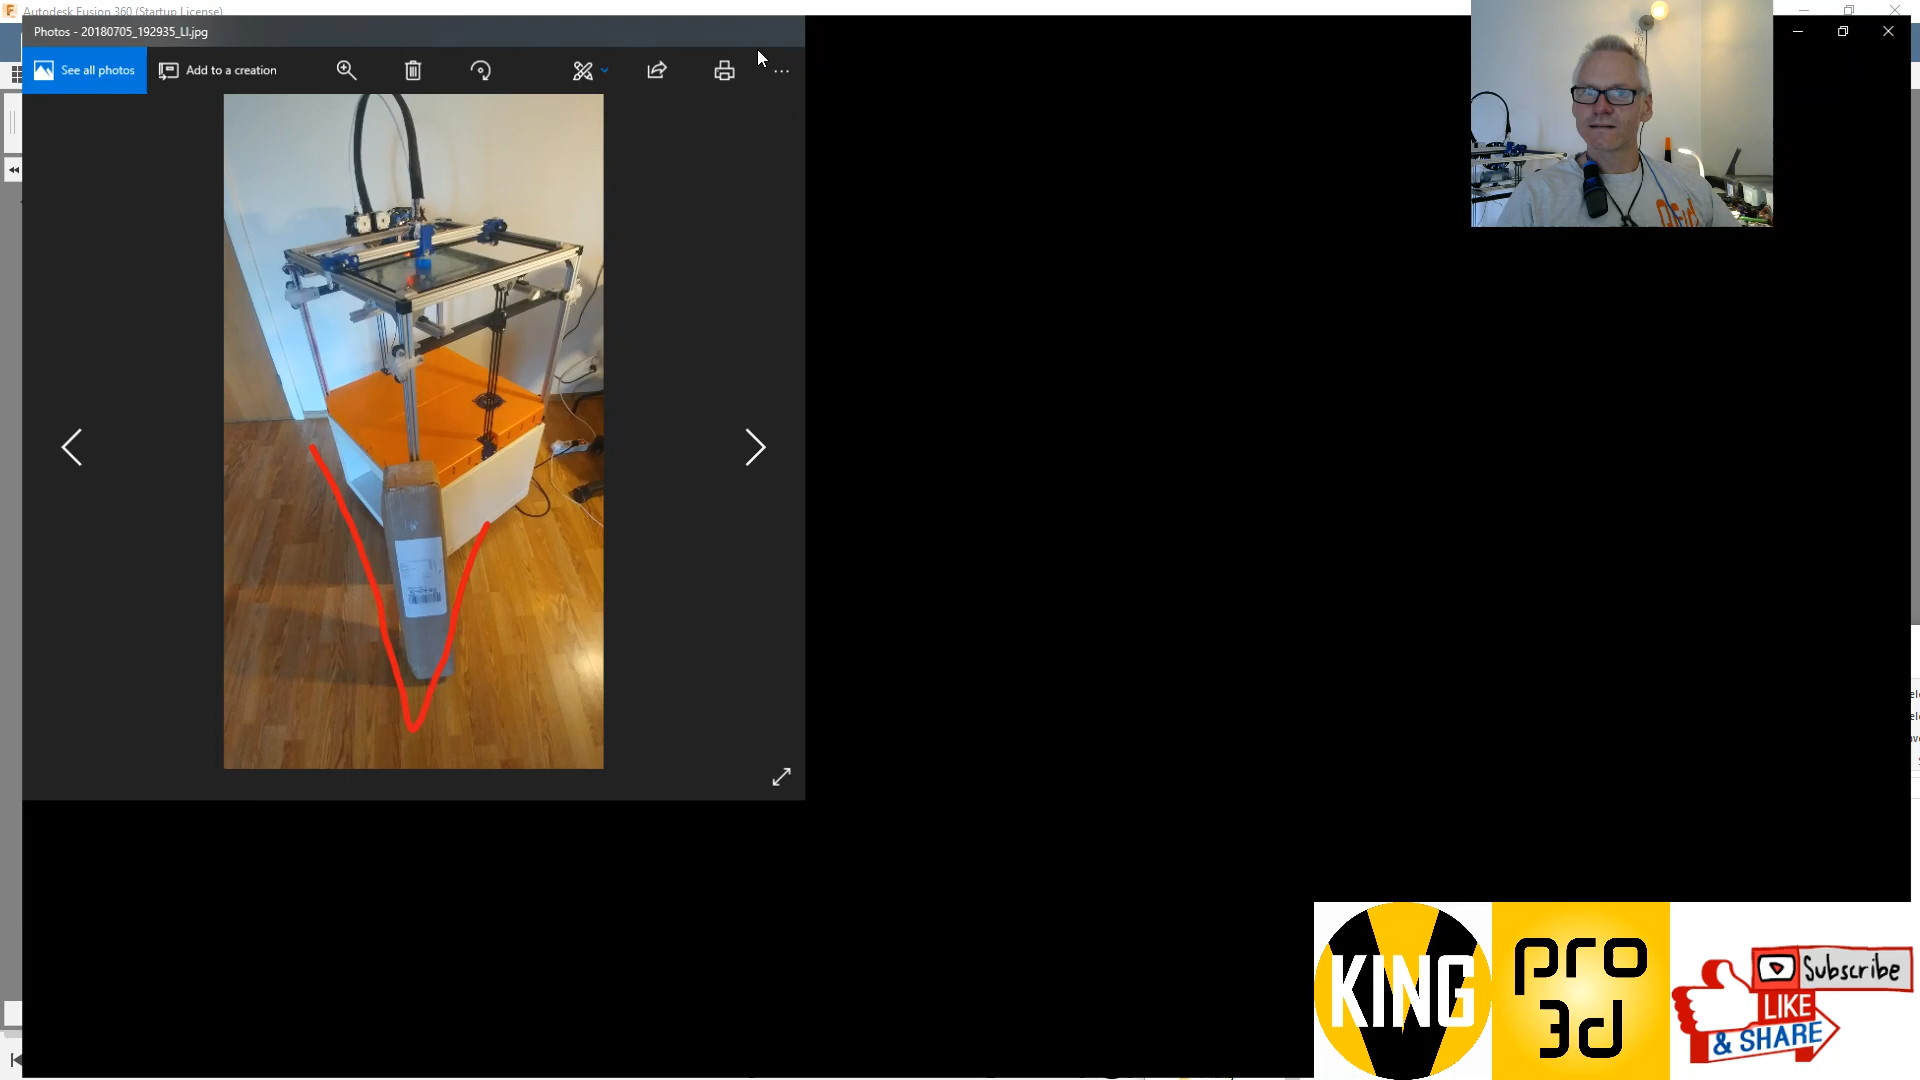 Autodesk Fusion 360 (Startup License)
Photos - 20180705_192935_LI.jpg
See all photos
Add to a creation
KING
pro
3d
Subscribe
LIKE
& SHARE